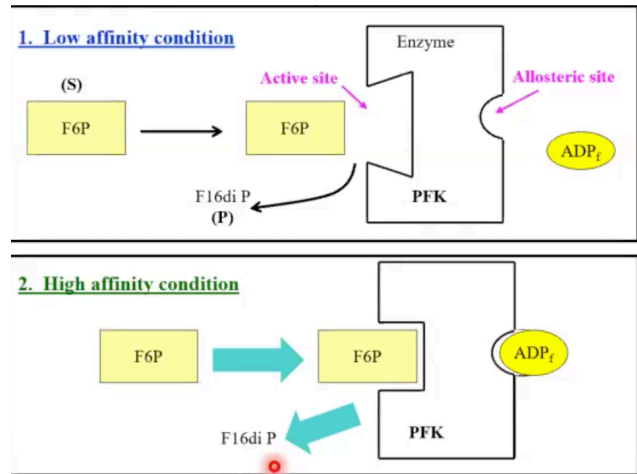 1. Low affinity condition
Enzyme
(S)
Active site
Allosteric site
F6P
F6P
ADPf
F16di P
(P)
PFK
2. High affinity condition
F6P
F6P
ADPf
F16di P
PFK